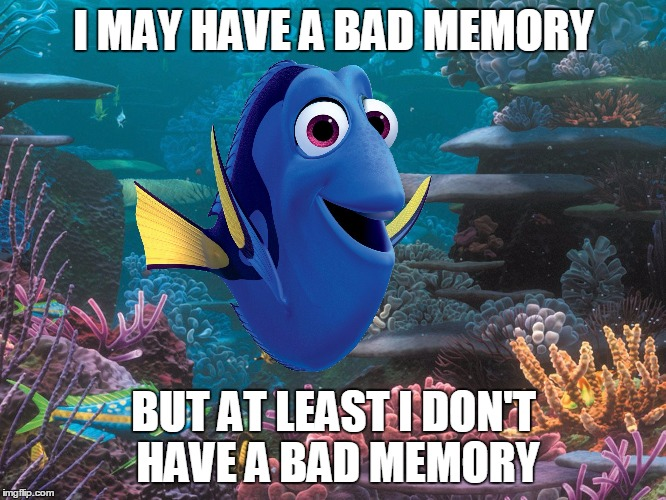 I MAY HAVE A BAD MEMORY
BUT AT LEAST I DON'T
HAVE A BAD MEMORY
imgflip.com